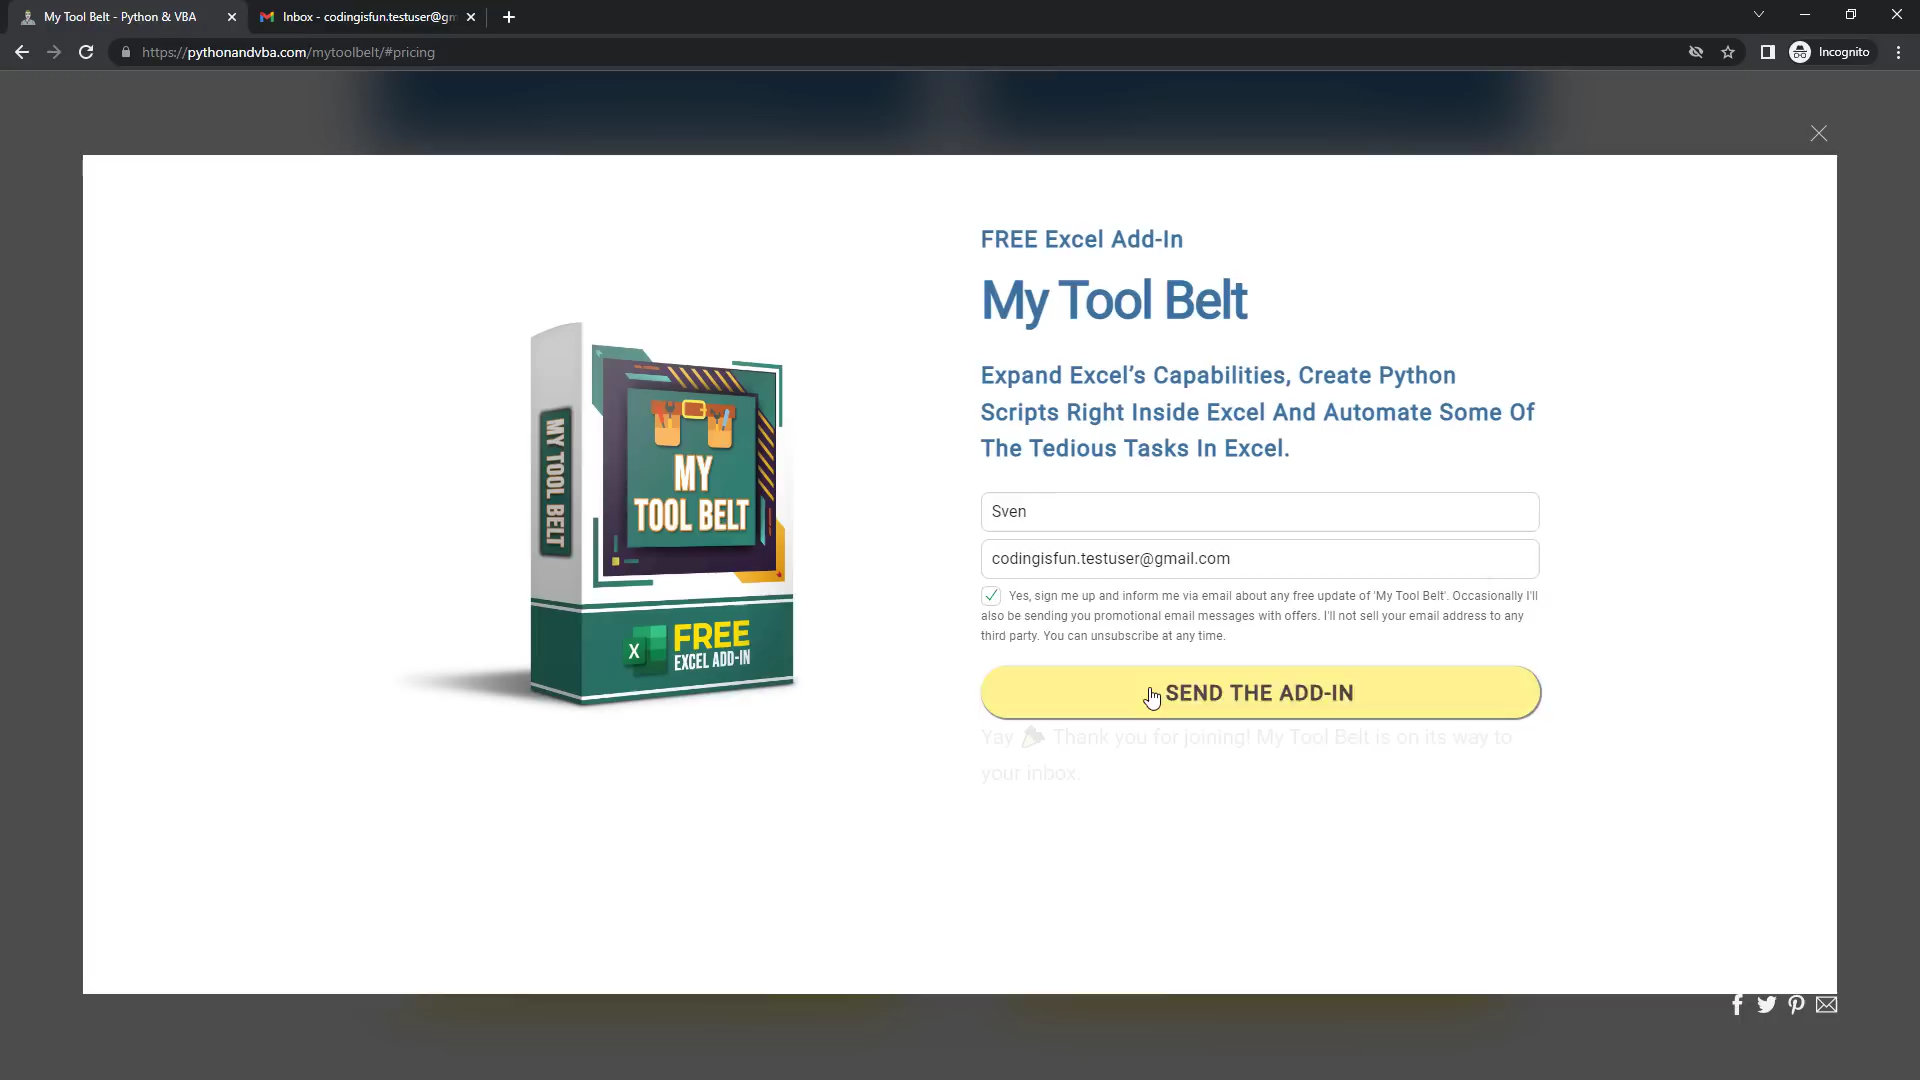 My Tool Belt - Python & VBA
Inbox - codingisfun.testuser@gm
https://pythonandvba.com/mytoolbelt/#pricing
Incognito
FREE Excel Add-In
My Tool Belt
Expand Excel’s Capabilities, Create Python
Scripts Right Inside Excel And Automate Some Of
The Tedious Tasks In Excel.
MY TOOL BELT
MY
TOOL BELT
X
FREE
EXCEL ADD-IN
Sven
codingisfun.testuser@gmail.com
Yes, sign me up and inform me via email about any free update of 'My Tool Belt'. Occasionally I'll
also be sending you promotional email messages with offers. I'll not sell your email address to any
third party. You can unsubscribe at any time.
SEND THE ADD-IN
Yay 🎉 Thank you for joining! My Tool Belt is on its way to
your inbox.